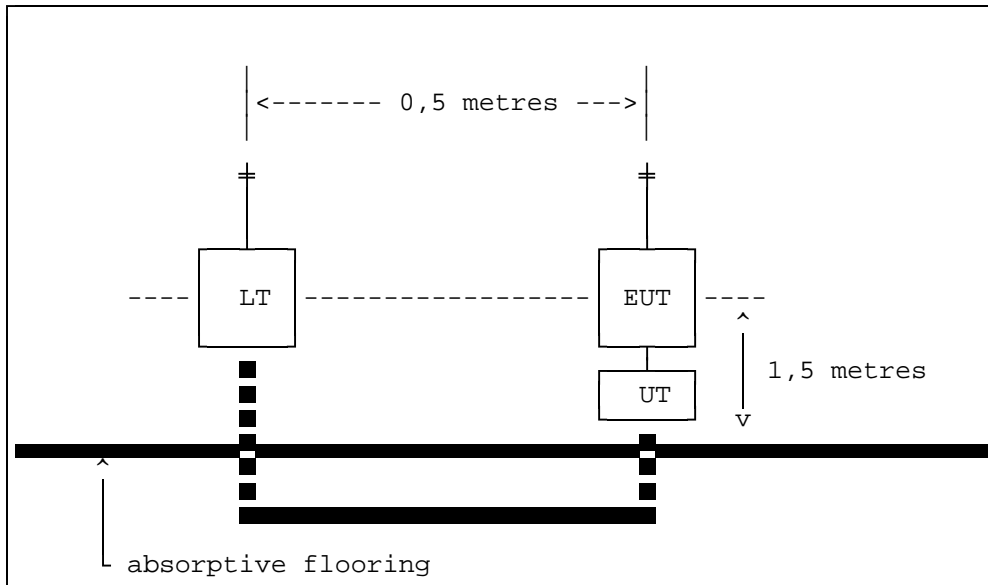 <------- 0,5 metres --->
LT
EUT
1,5 metres
UT
absorptive flooring